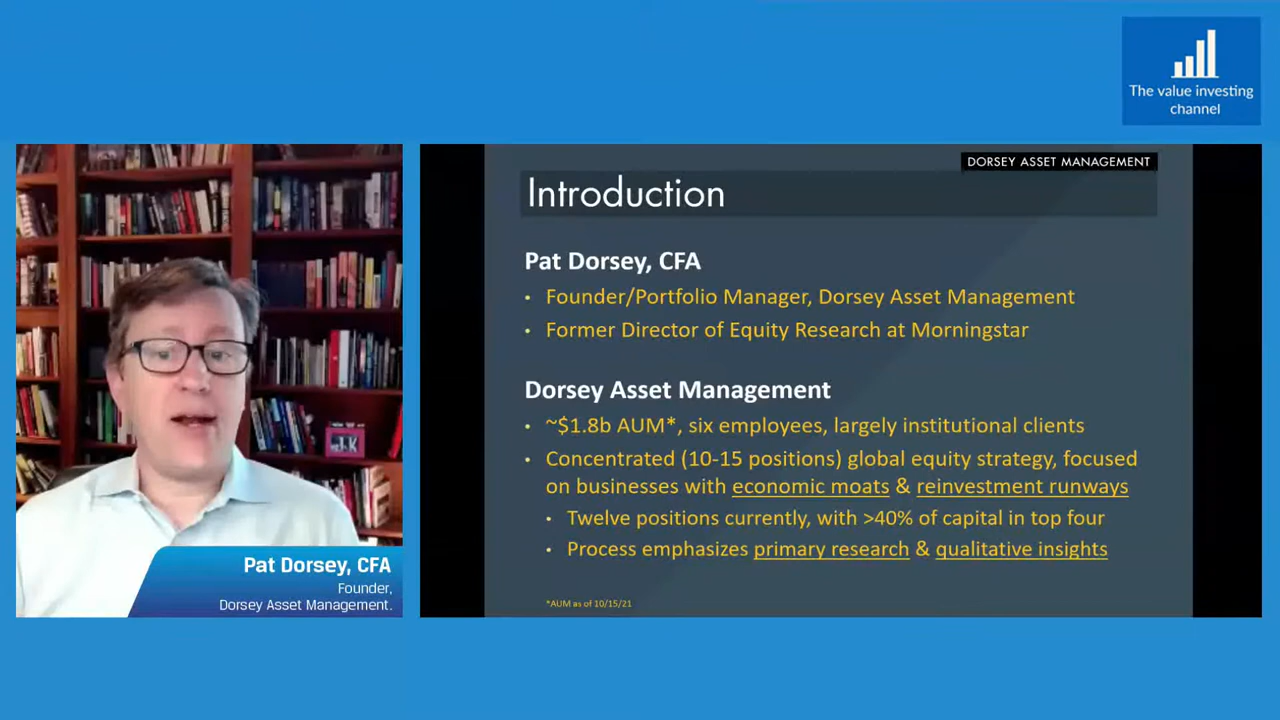 The value investing
channel
DORSEY ASSET MANAGEMENT
Introduction
Pat Dorsey, CFA
• Founder/Portfolio Manager, Dorsey Asset Management
• Former Director of Equity Research at Morningstar
Dorsey Asset Management
• ~$1.8b AUM*, six employees, largely institutional clients
• Concentrated (10-15 positions) global equity strategy, focused
on businesses with economic moats & reinvestment runways
• Twelve positions currently, with >40% of capital in top four
• Process emphasizes primary research & qualitative insights
*AUM as of 10/15/21
Pat Dorsey, CFA
Founder,
Dorsey Asset Management.